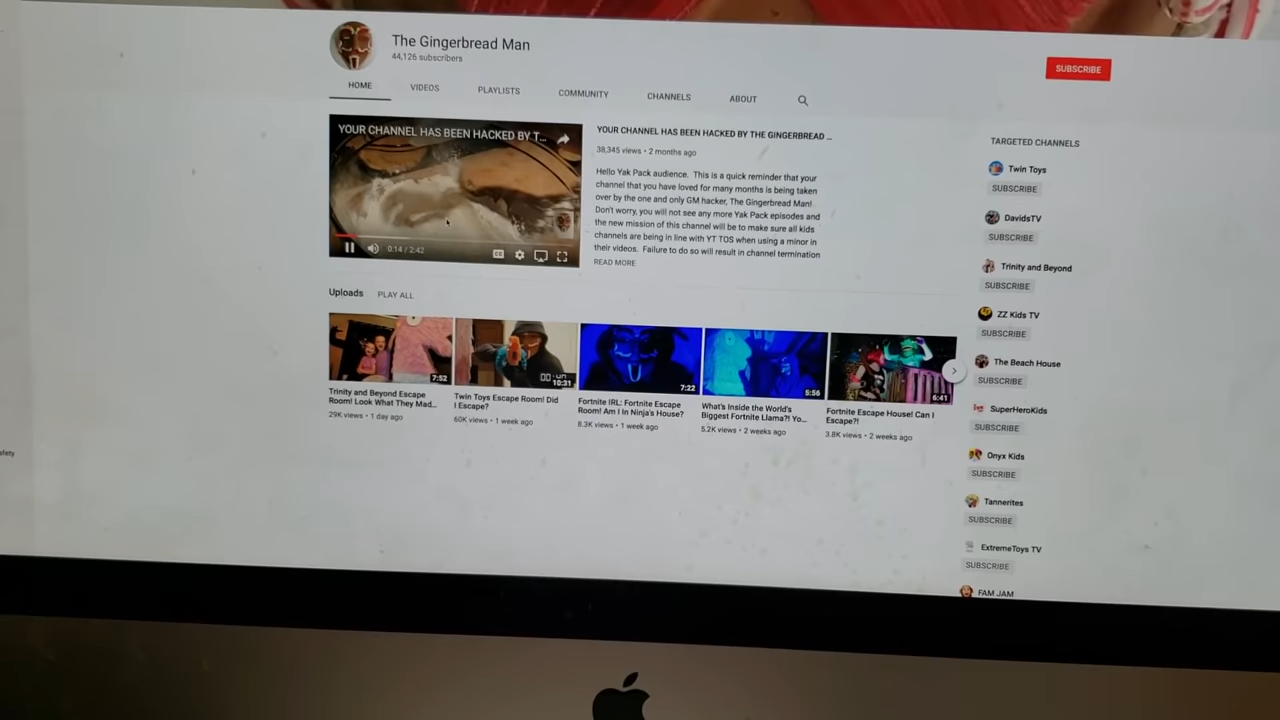 The Gingerbread Man
44,126 subscribers
SUBSCRIBE
HOME
VIDEOS
PLAYLISTS
COMMUNITY
CHANNELS
ABOUT
YOUR CHANNEL HAS BEEN HACKED BY T...
0:14 / 2:42
YOUR CHANNEL HAS BEEN HACKED BY THE GINGERBREAD ...
38,345 views • 2 months ago
Hello Yak Pack audience. This is a quick reminder that your
channel that you have loved for many months is being taken
over by the one and only GM hacker, The Gingerbread Man!
Don't worry, you will not see any more Yak Pack episodes and
the new mission of this channel will be to make sure all kids
channels are being in line with YT TOS when using a minor in
their videos. Failure to do so will result in channel termination
READ MORE
Uploads
PLAY ALL
7:52
Trinity and Beyond Escape
Room! Look What They Mad...
29K views • 1 day ago
10:31
Twin Toys Escape Room! Did
I Escape?
60K views • 1 week ago
7:22
Fortnite IRL: Fortnite Escape
Room! Am I In Ninja's House?
8.3K views • 1 week ago
5:56
What's Inside the World's
Biggest Fortnite Llama?! Yo...
5.2K views • 2 weeks ago
6:41
Fortnite Escape House! Can I
Escape?!
3.8K views • 2 weeks ago
TARGETED CHANNELS
Twin Toys
SUBSCRIBE
DavidsTV
SUBSCRIBE
Trinity and Beyond
SUBSCRIBE
ZZ Kids TV
SUBSCRIBE
The Beach House
SUBSCRIBE
SuperHeroKids
SUBSCRIBE
Onyx Kids
SUBSCRIBE
Tannerites
SUBSCRIBE
ExtremeToys TV
SUBSCRIBE
FAM JAM